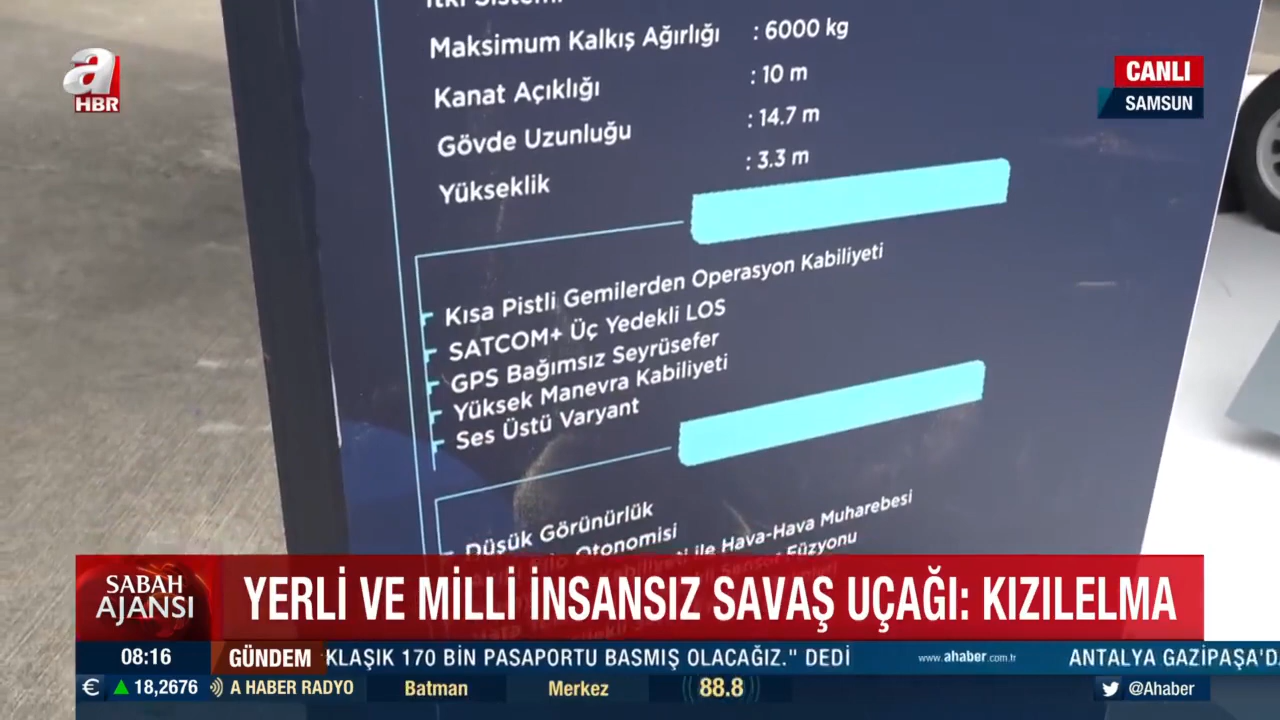 İtki Sistemi
Maksimum Kalkış Ağırlığı : 6000 kg
Kanat Açıklığı : 10 m
Gövde Uzunluğu : 14.7 m
Yükseklik : 3.3 m
Kısa Pistli Gemilerden Operasyon Kabiliyeti
SATCOM+ Üç Yedekli LOS
GPS Bağımsız Seyrüsefer
Yüksek Manevra Kabiliyeti
Ses Üstü Varyant
Düşük Görünürlük
Otonomisi
ile Hava-Hava Muharebesi
Sensor Füzyonu
a
HBR
CANLI
SAMSUN
SABAH
AJANSI
YERLİ VE MİLLİ İNSANSIZ SAVAŞ UÇAĞI: KIZILELMA
08:16 GÜNDEM KLAŞIK 170 BİN PASAPORTU BASMIŞ OLACAĞIZ." DEDİ www.ahaber.com.tr ANTALYA GAZİPAŞA'DA
€ ▲ 18,2676 A HABER RADYO Batman Merkez 88.8 @Ahaber